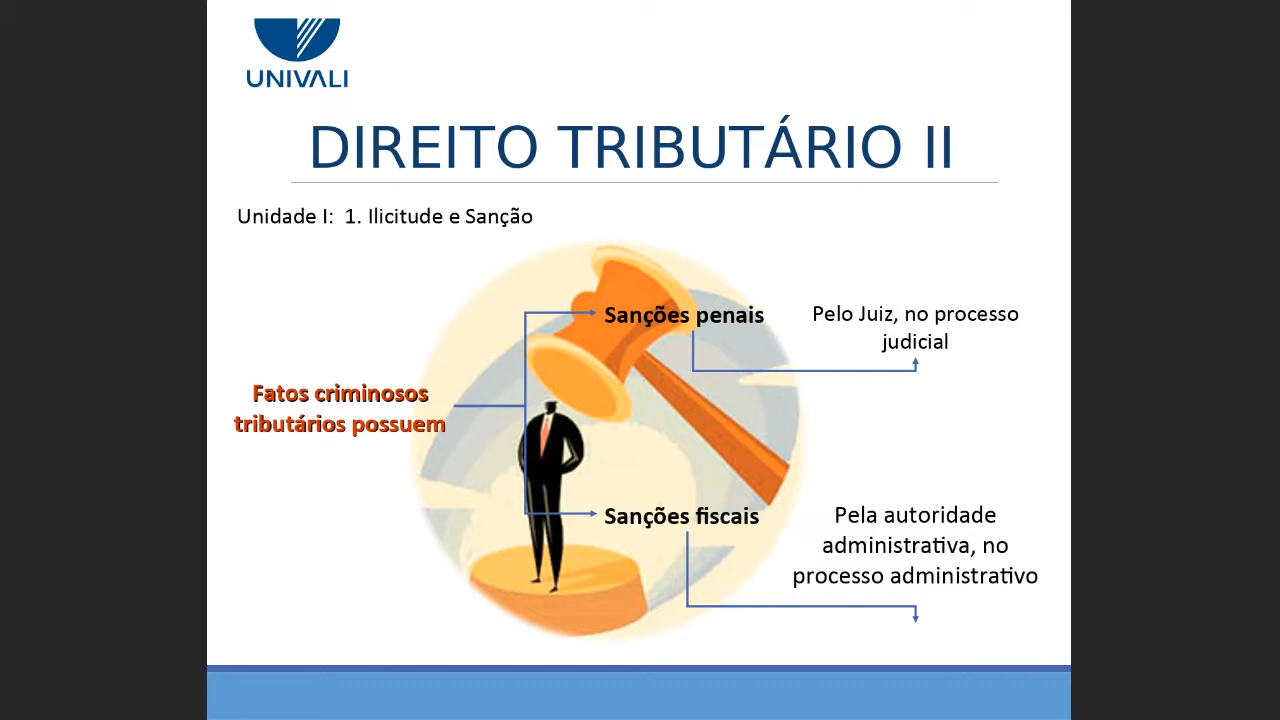 UNIVALI
DIREITO TRIBUTÁRIO II
Unidade I:  1. Ilicitude e Sanção
Sanções penais
Pelo Juiz, no processo
judicial
Fatos criminosos
tributários possuem
Sanções fiscais
Pela autoridade
administrativa, no
processo administrativo